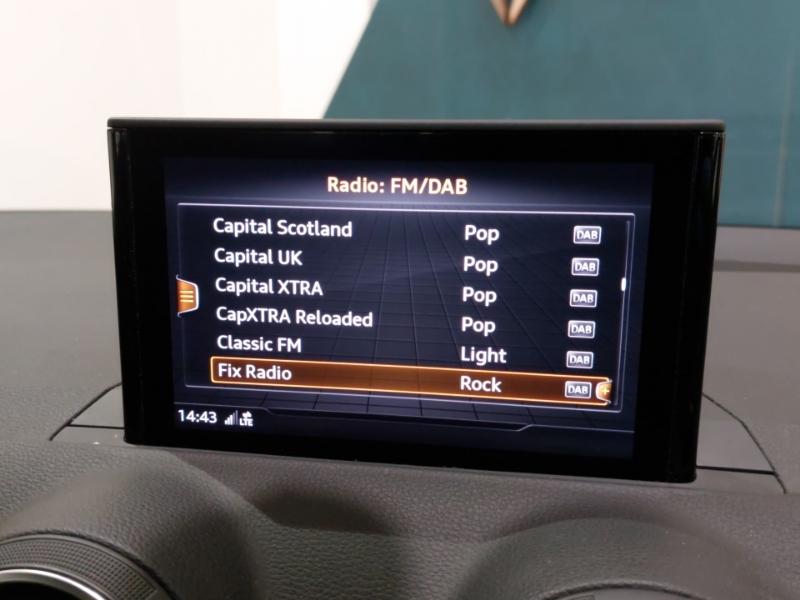 Radio: FM/DAB
Capital Scotland Pop DAB
Capital UK Pop DAB
Capital XTRA Pop DAB
CapXTRA Reloaded Pop DAB
Classic FM Light DAB
Fix Radio Rock DAB +
14:43 LTE